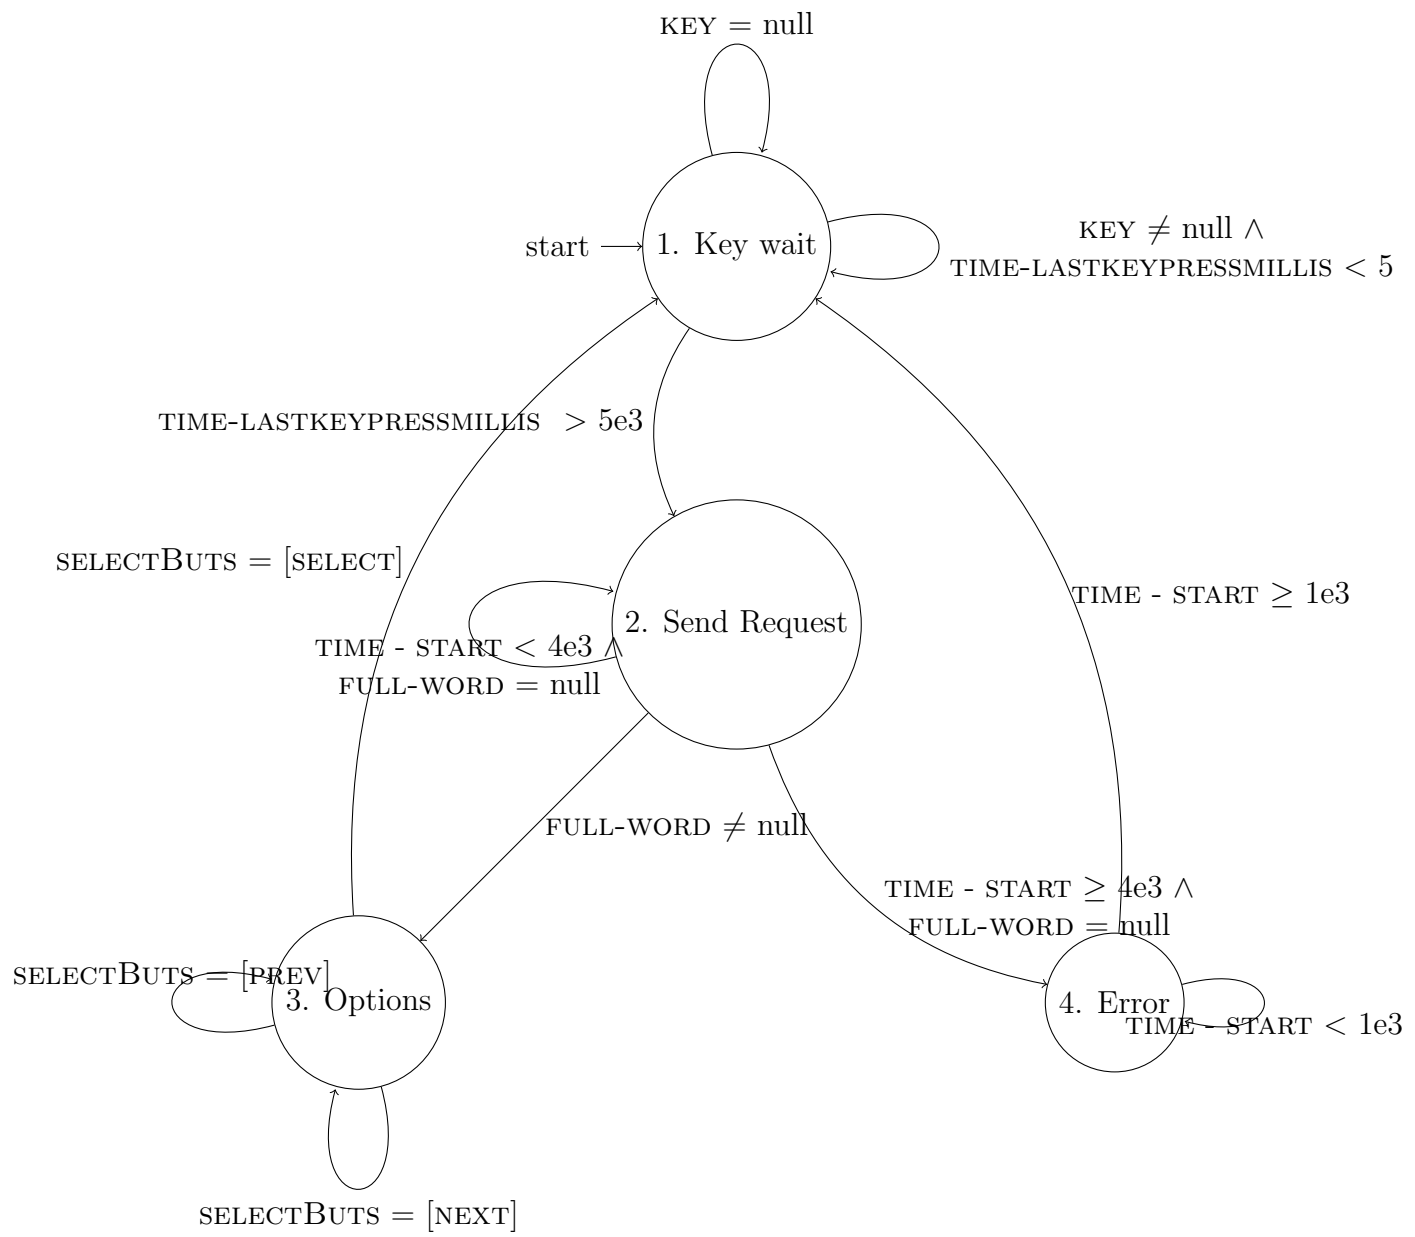 KEY = null
start
1. Key wait
KEY ≠ null ∧
TIME-LASTKEYPRESSMILLIS < 5
TIME-LASTKEYPRESSMILLIS > 5e3
SELECTBUTS = [SELECT]
TIME - START ≥ 1e3
2. Send Request
TIME - START < 4e3 ∧
FULL-WORD = null
FULL-WORD ≠ null
TIME - START ≥ 4e3 ∧
FULL-WORD = null
SELECTBUTS = [PREV]
3. Options
4. Error
TIME - START < 1e3
SELECTBUTS = [NEXT]